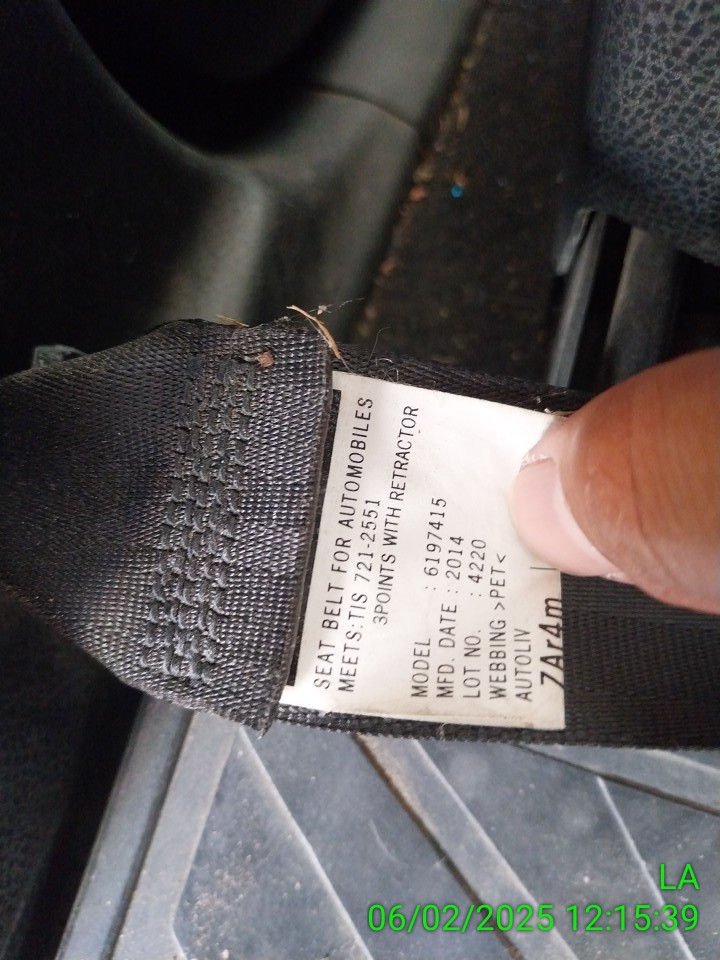 SEAT BELT FOR AUTOMOBILES
MEETS:TIS 721-2551
3POINTS WITH RETRACTOR
MODEL : 6197415
MFD. DATE : 2014
LOT NO. : 4220
WEBBING >PET<
AUTOLIV
7Ar4m
LA
06/02/2025 12:15:39